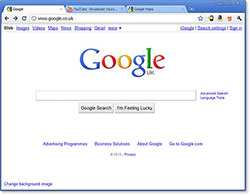 Google
YouTube - Broadcast Yours...
Google Maps
www.google.co.uk
Web Images Videos Maps News Shopping Gmail more
iGoogle | Search settings | Sign in
Google
UK
Advanced Search
Language Tools
Google Search I'm Feeling Lucky
Advertising Programmes Business Solutions About Google Go to Google.com
© 2010 - Privacy
Change background image